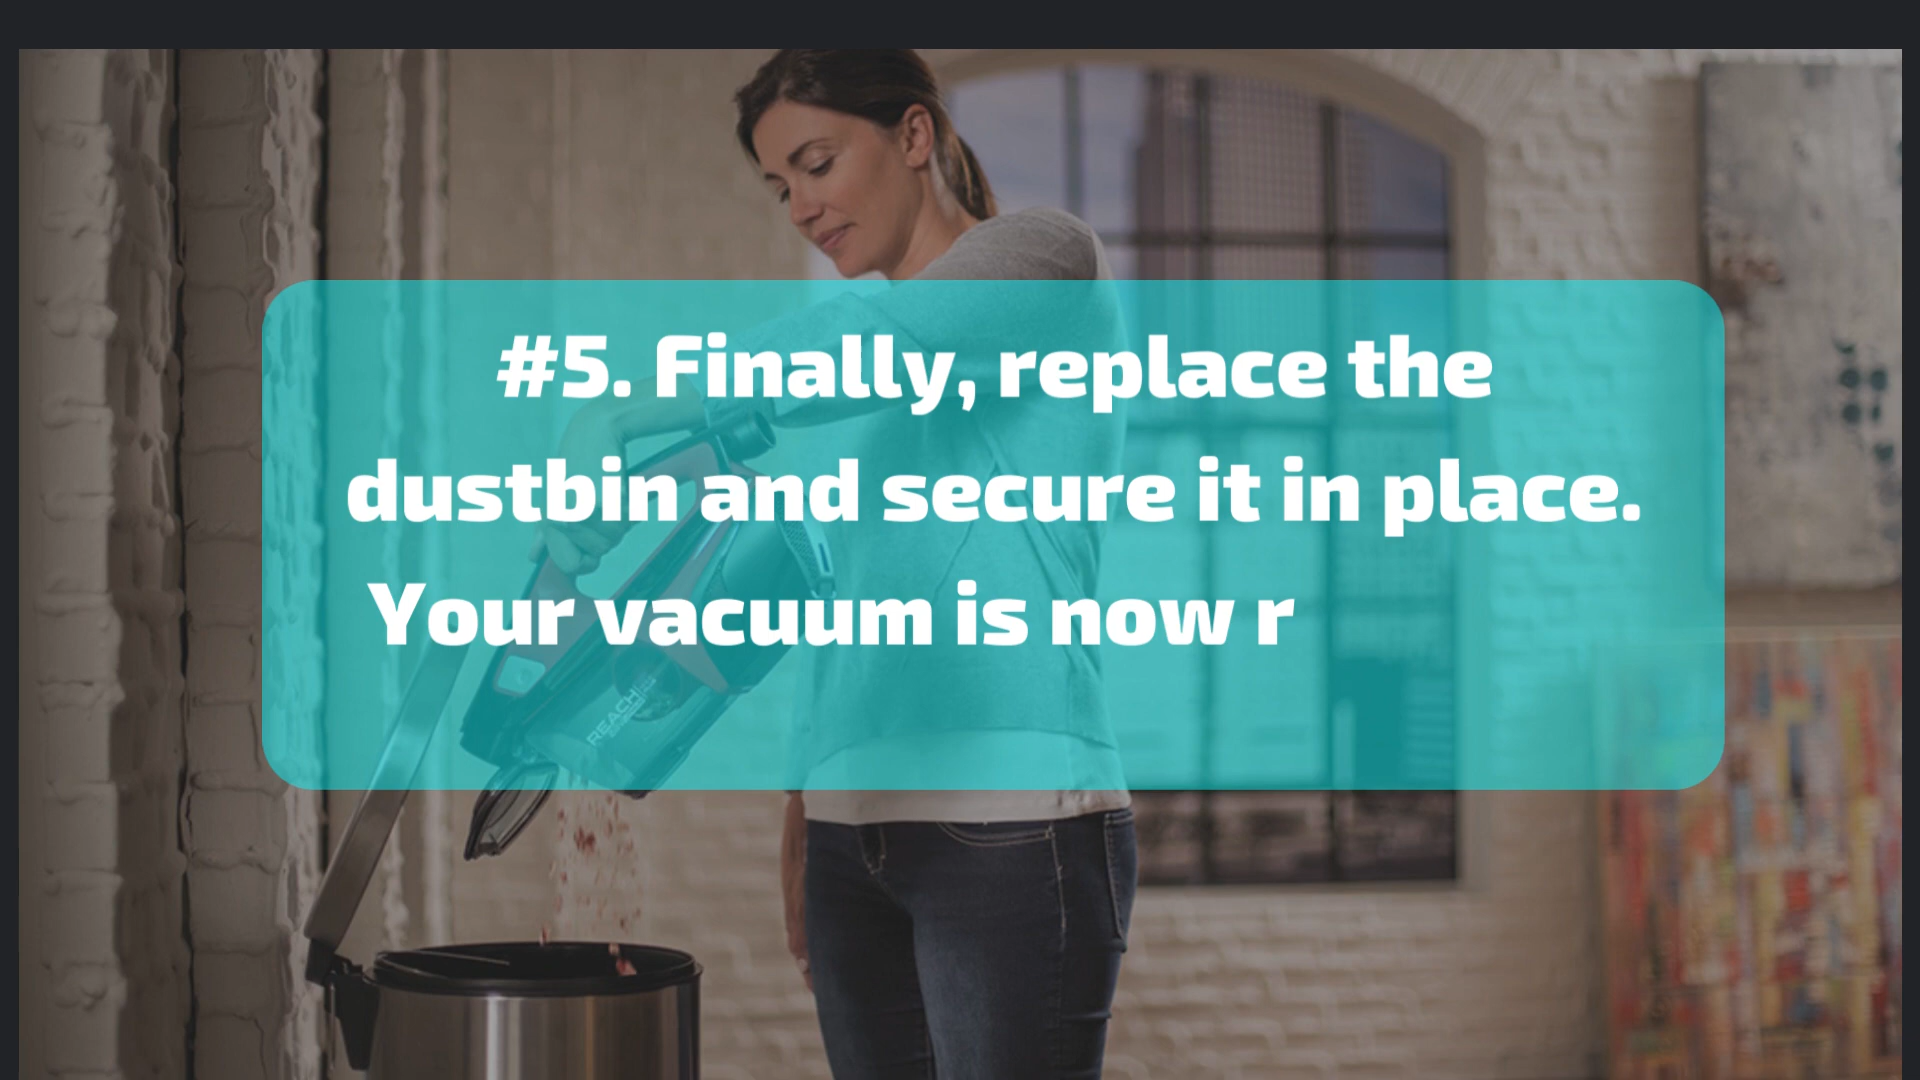 #5. Finally, replace the
dustbin and secure it in place.
Your vacuum is now r
REACH